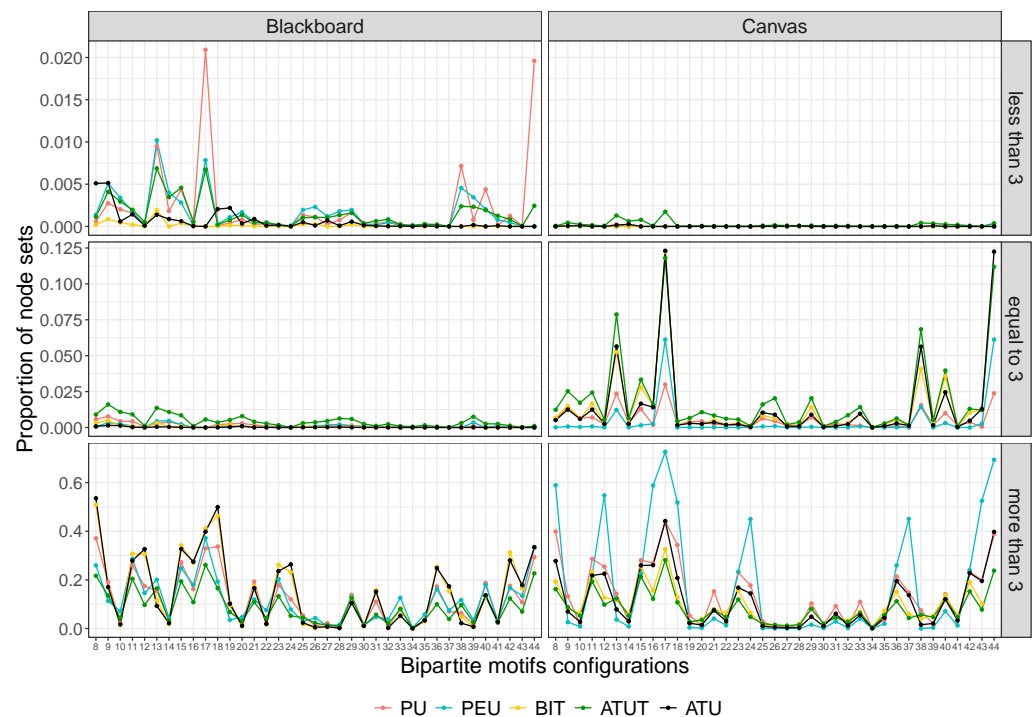 Blackboard Canvas
less than 3
equal to 3
more than 3
Proportion of node sets
0.020
0.015
0.010
0.005
0.000
0.125
0.100
0.075
0.050
0.025
0.000
0.6
0.4
0.2
0.0
8 9 10 11 12 13 14 15 16 17 18 19 20 21 22 23 24 25 26 27 28 29 30 31 32 33 34 35 36 37 38 39 40 41 42 43 44 8 9 10 11 12 13 14 15 16 17 18 19 20 21 22 23 24 25 26 27 28 29 30 31 32 33 34 35 36 37 38 39 40 41 42 43 44
Bipartite motifs configurations
PU PEU BIT ATUT ATU